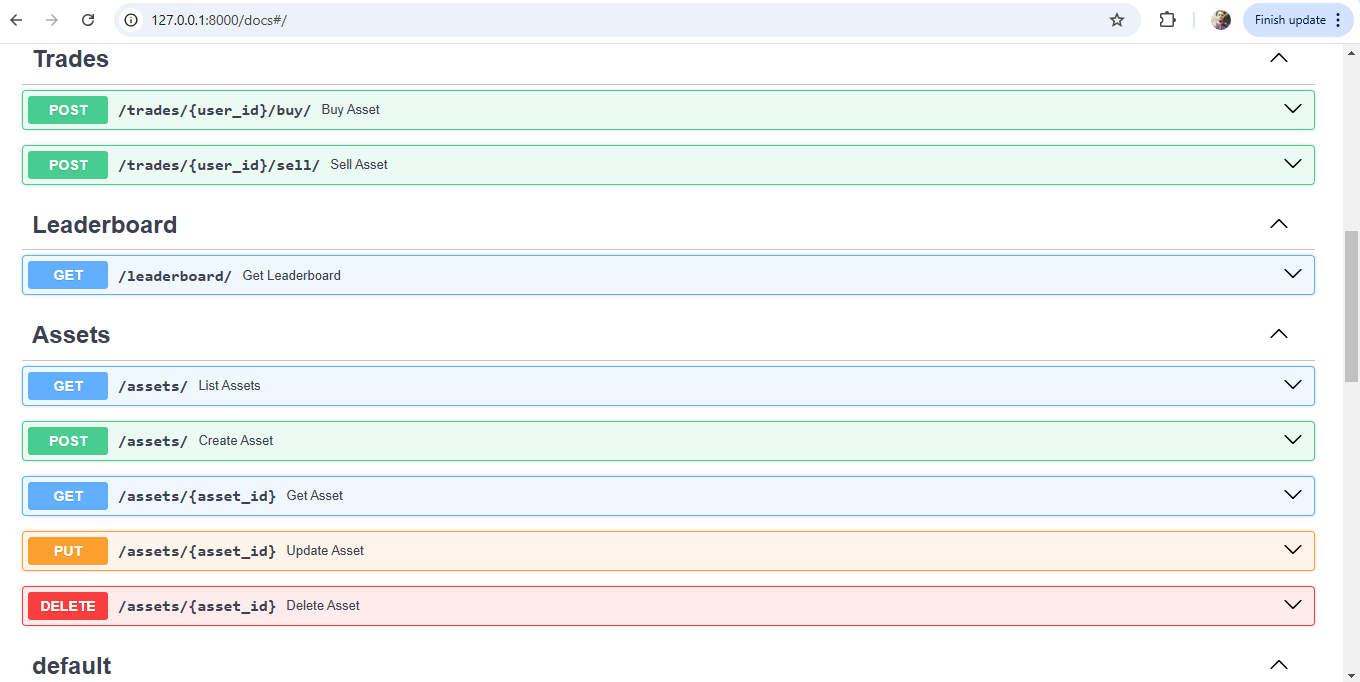 127.0.0.1:8000/docs#/
Finish update
Trades
POST /trades/{user_id}/buy/ Buy Asset
POST /trades/{user_id}/sell/ Sell Asset
Leaderboard
GET /leaderboard/ Get Leaderboard
Assets
GET /assets/ List Assets
POST /assets/ Create Asset
GET /assets/{asset_id} Get Asset
PUT /assets/{asset_id} Update Asset
DELETE /assets/{asset_id} Delete Asset
default